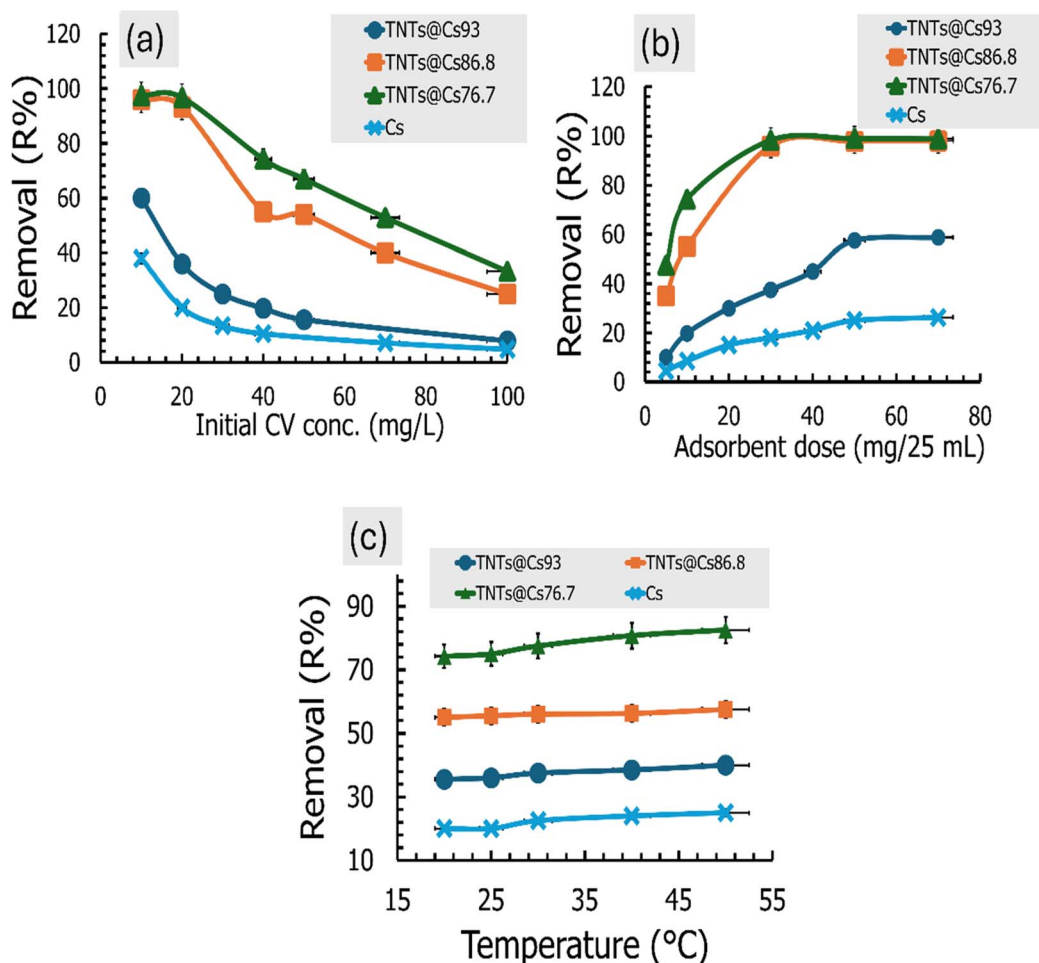 (a)
TNTs@Cs93
TNTs@Cs86.8
TNTs@Cs76.7
Cs
Removal (R%)
120
100
80
60
40
20
0
0 20 40 60 80 100
Initial CV conc. (mg/L)
(b)
TNTs@Cs93
TNTs@Cs86.8
TNTs@Cs76.7
Cs
Removal (R%)
120
100
80
60
40
20
0
0 20 40 60 80
Adsorbent dose (mg/25 mL)
(c)
TNTs@Cs93 TNTs@Cs86.8
TNTs@Cs76.7 Cs
Removal (R%)
90
70
50
30
10
15 25 35 45 55
Temperature (°C)